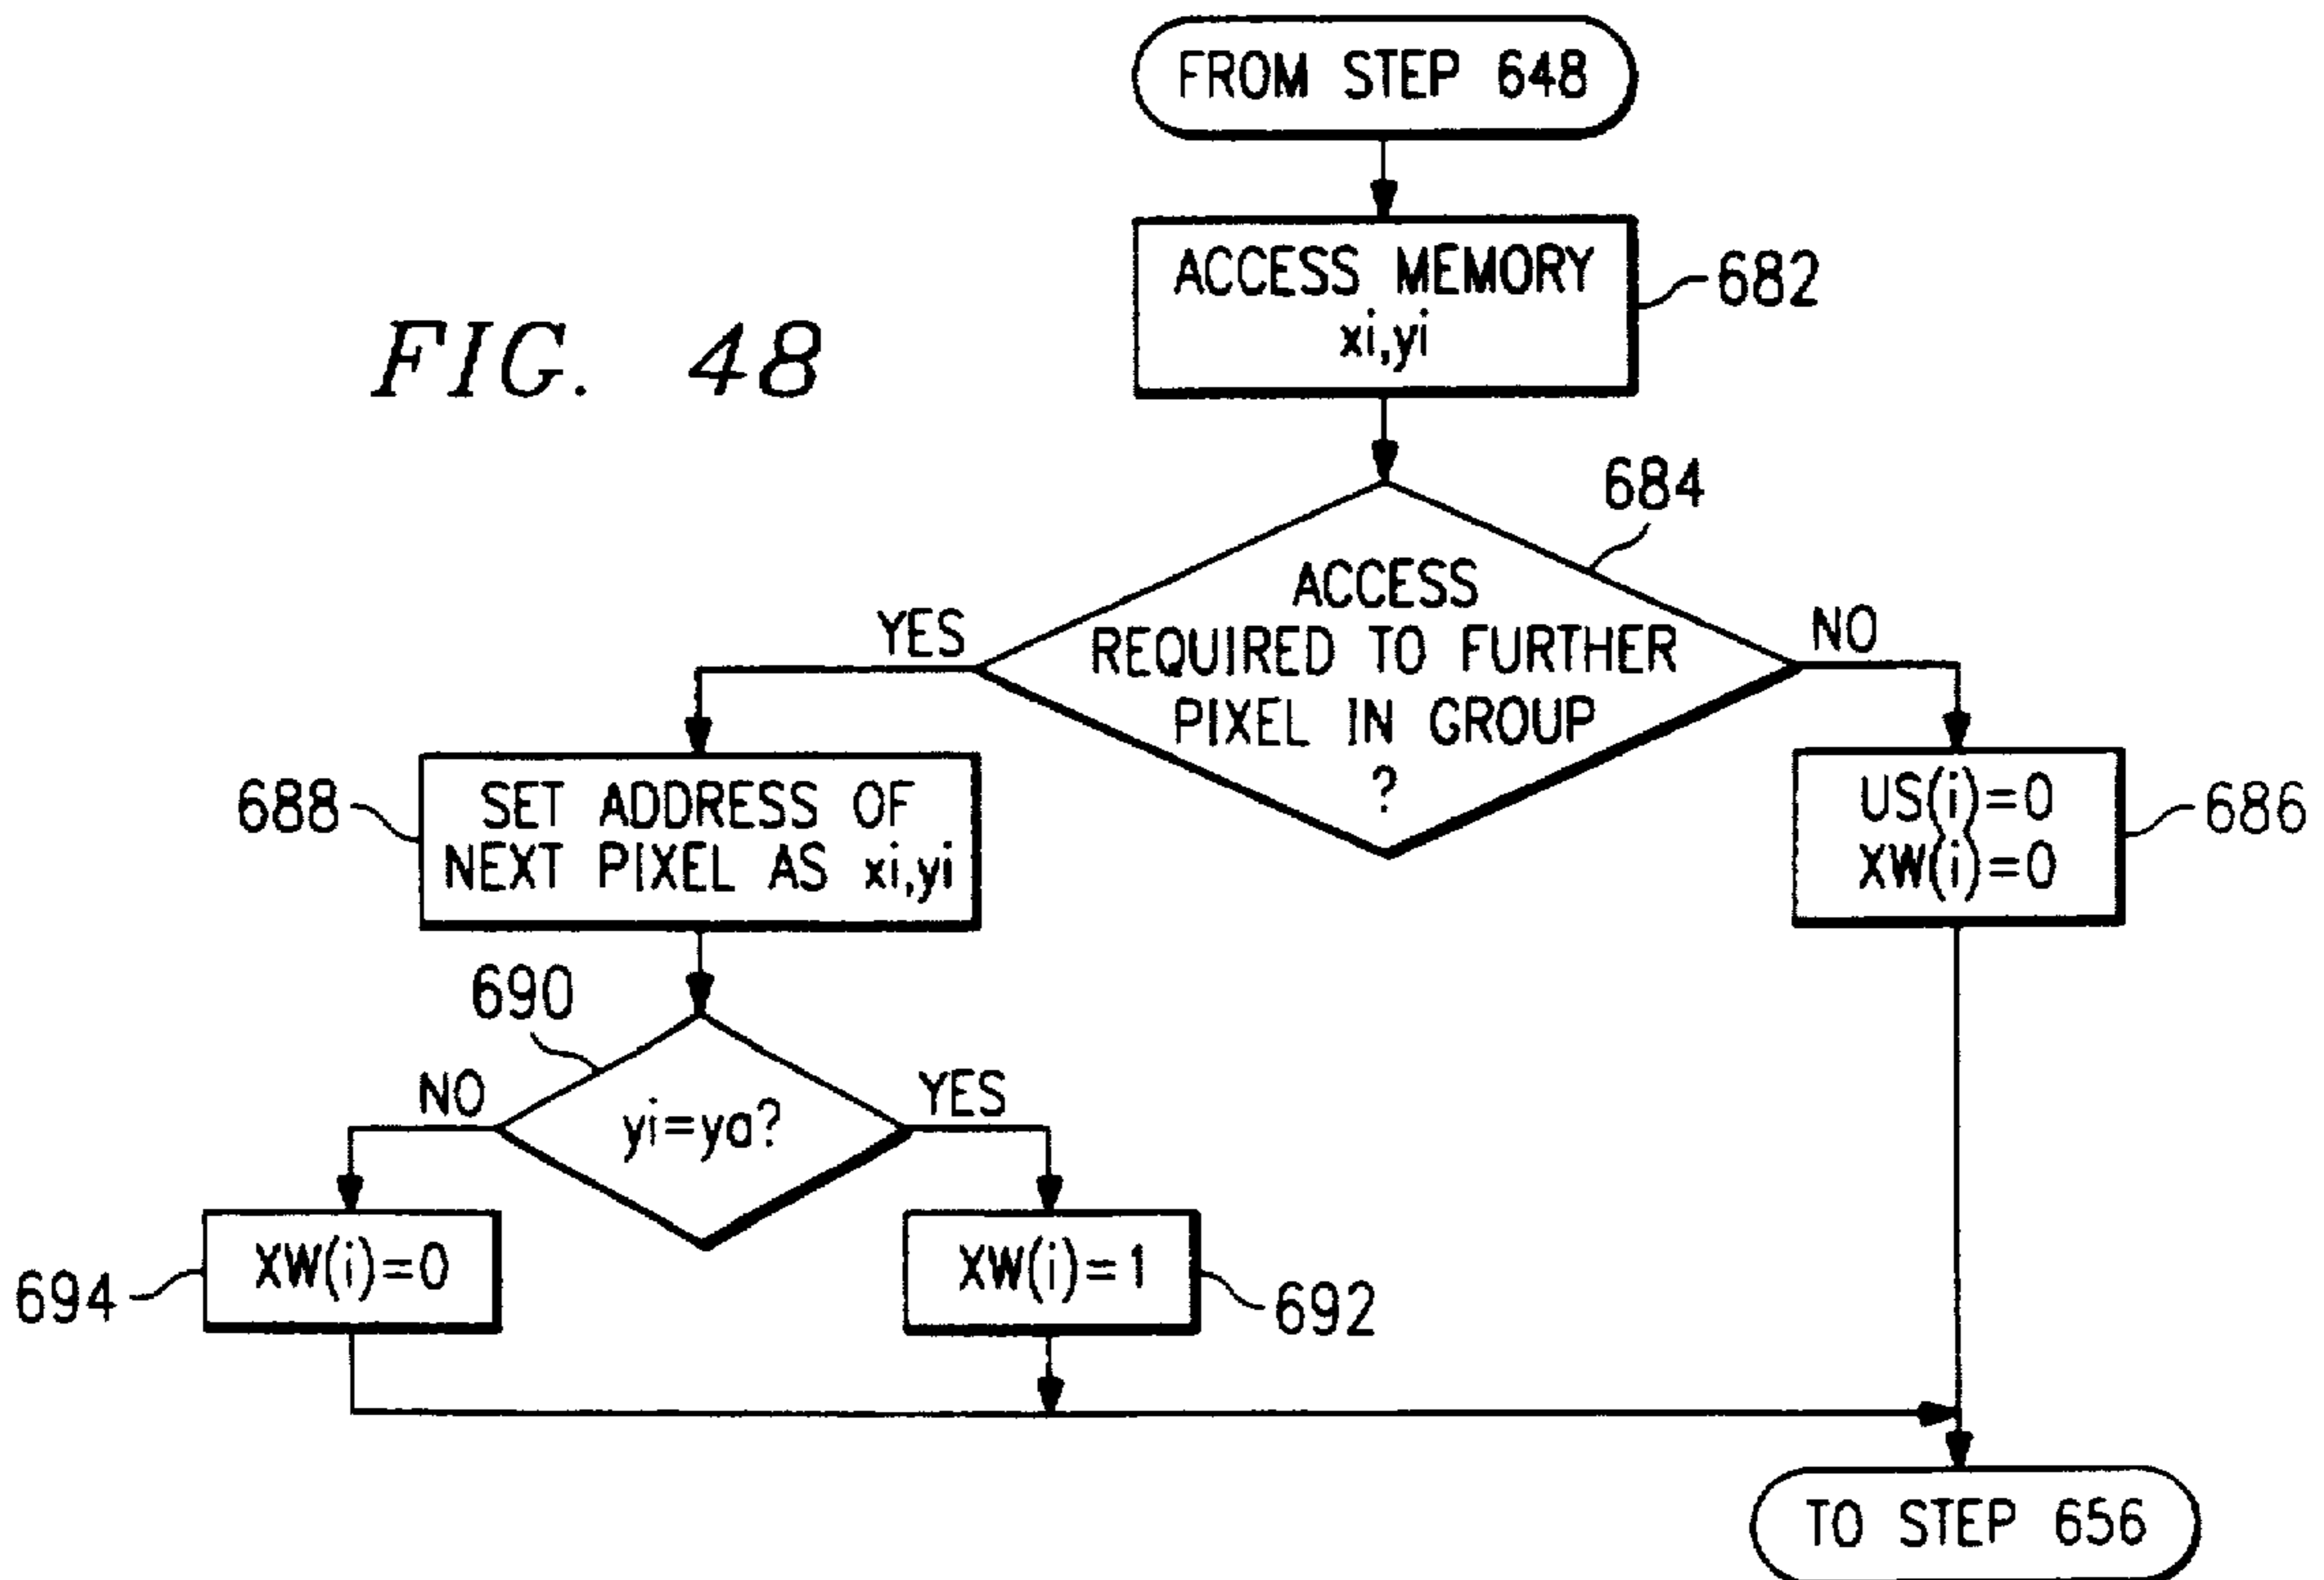 FROM STEP 648
FIG. 48
ACCESS MEMORY
xi,yi
682
684
ACCESS
REQUIRED TO FURTHER
PIXEL IN GROUP
?
YES
NO
688
SET ADDRESS OF
NEXT PIXEL AS xi,yi
US(i)=0
XW(i)=0
686
690
yi=ya?
NO
YES
694
XW(i)=0
XW(i)=1
692
TO STEP 656